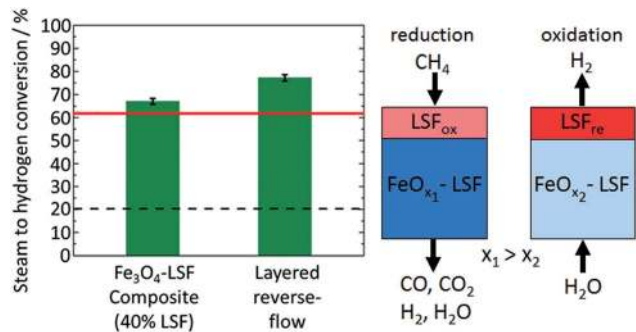 Steam to hydrogen conversion / %
100
90
80
70
60
50
40
30
20
10
0
Fe₃O₄-LSF
Composite
(40% LSF)
Layered
reverse-
flow
reduction
CH₄
LSFₒₓ
FeOₓ₁- LSF
CO, CO₂
H₂, H₂O
x₁ > x₂
oxidation
H₂
LSFᵣₑ
FeOₓ₂- LSF
H₂O